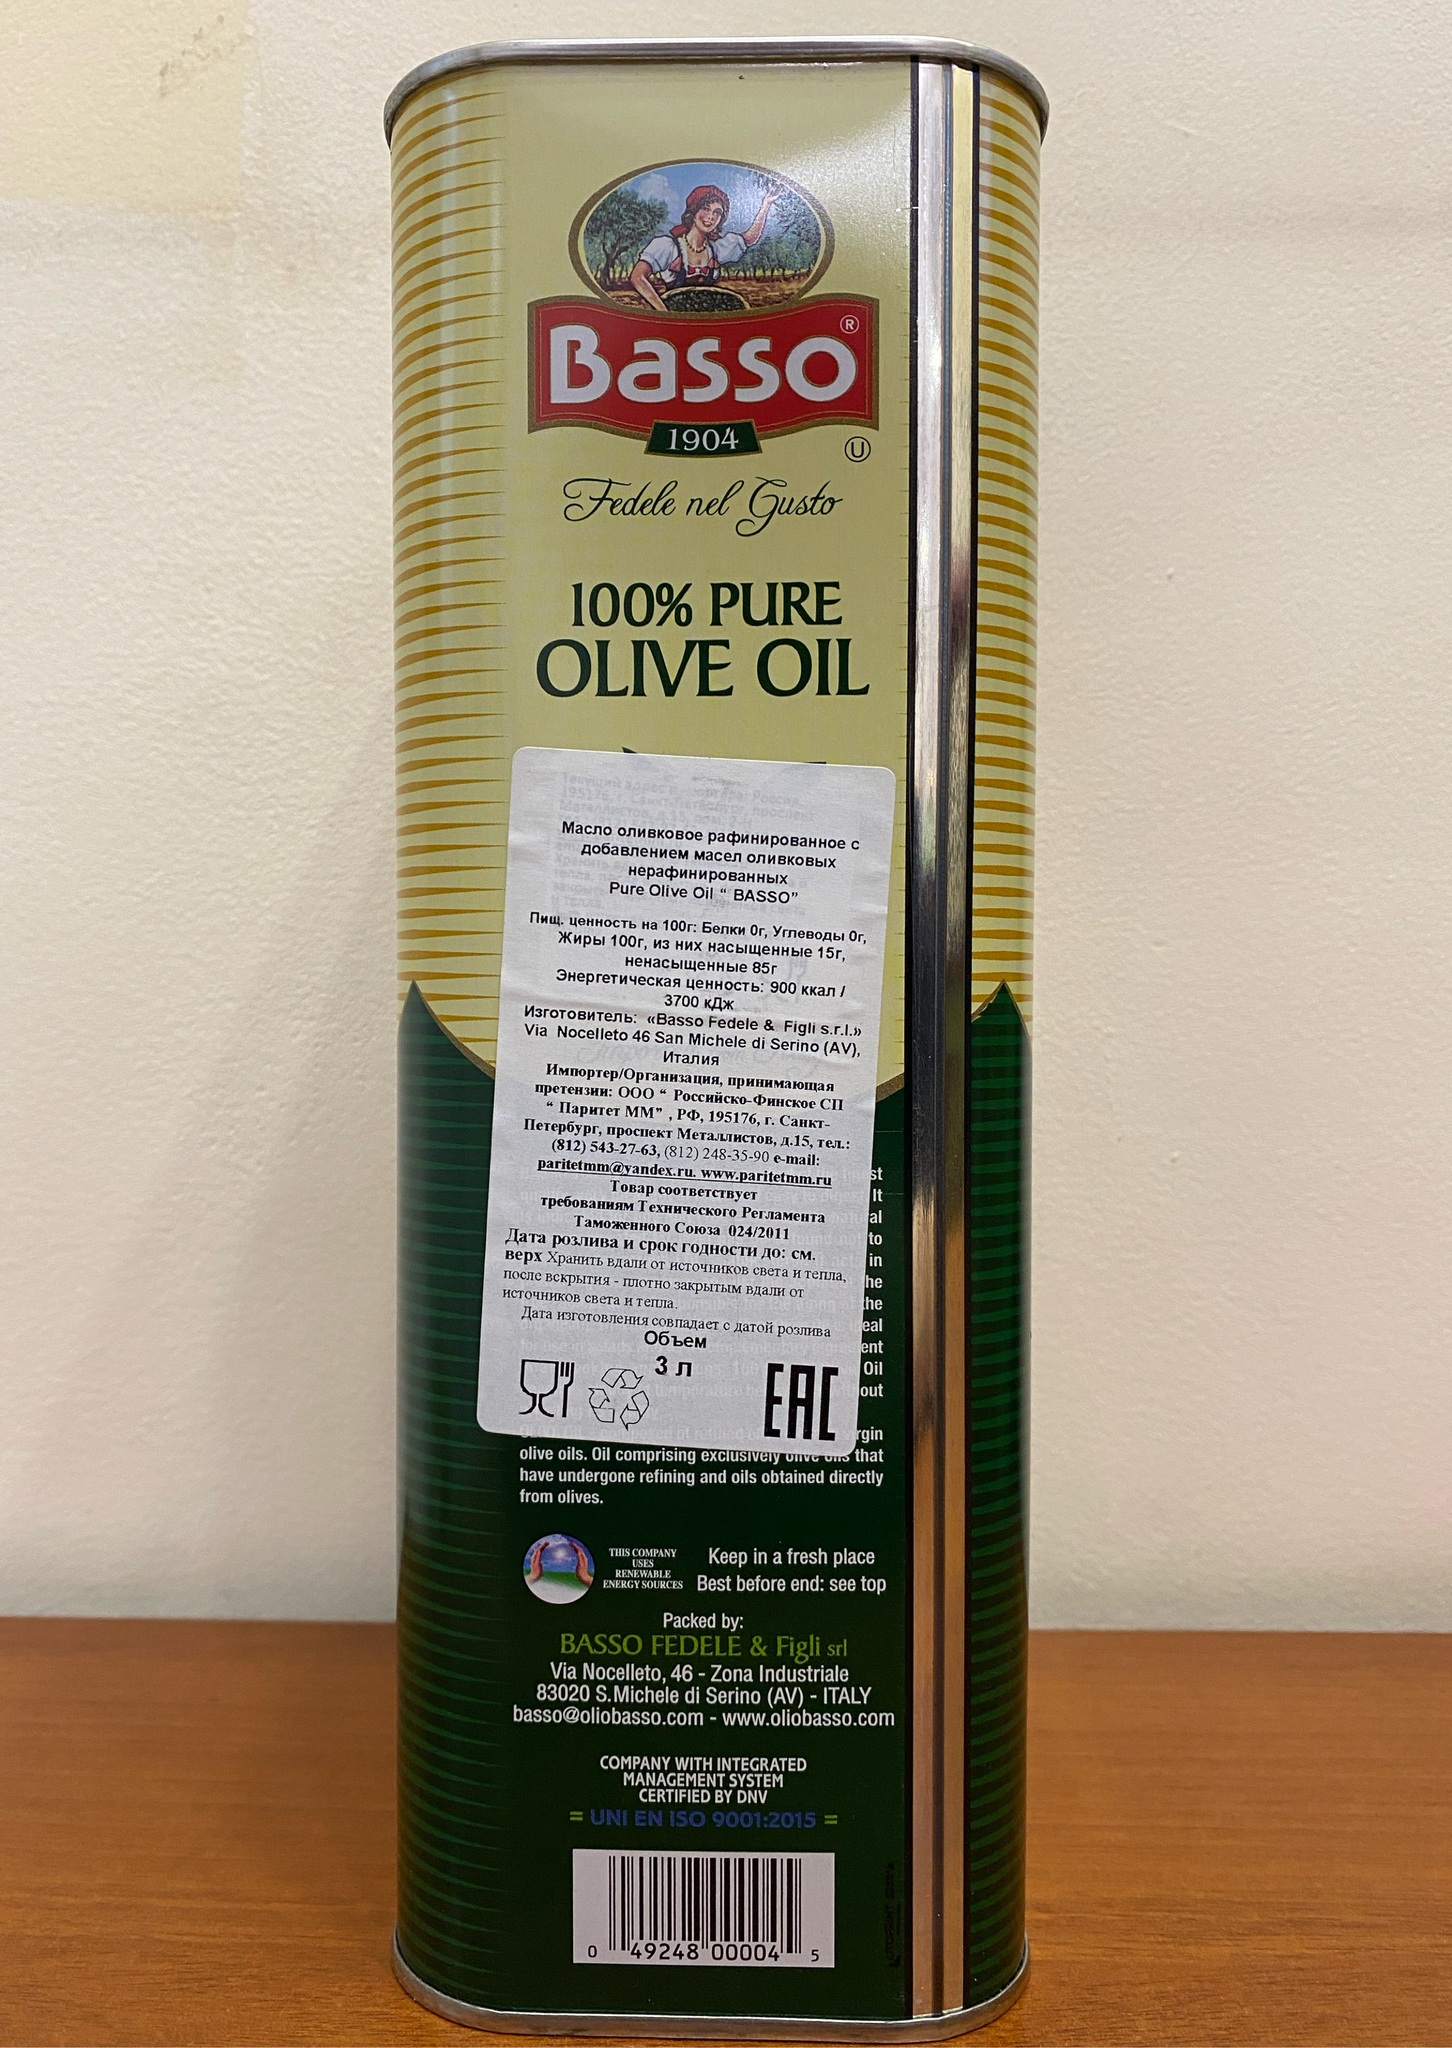 Basso®
1904
U
Fedele nel Gusto
100% PURE
OLIVE OIL
Масло оливковое рафинированное с
добавлением масел оливковых
нерафинированных
Pure Olive Oil “ BASSO”
Пищ. ценность на 100г: Белки 0г, Углеводы 0г,
Жиры 100г, из них насыщенные 15г,
ненасыщенные 85г
Энергетическая ценность: 900 ккал /
3700 кДж
Изготовитель: «Basso Fedele & Figli s.r.l.»
Via Nocelleto 46 San Michele di Serino (AV),
Италия
Импортер/Организация, принимающая
претензии: ООО “ Российско-Финское СП
“ Паритет ММ” , РФ, 195176, г. Санкт-
Петербург, проспект Металлистов, д.15, тел.:
(812) 543-27-63, (812) 248-35-90 e-mail:
paritetmm@yandex.ru. www.paritetmm.ru
Товар соответствует
требованиям Технического Регламента
Таможенного Союза 024/2011
Дата розлива и срок годности до: см.
верх Хранить вдали от источников света и тепла,
после вскрытия - плотно закрытым вдали от
источников света и тепла.
Дата изготовления совпадает с датой розлива
Объем
3 л
EAC
It
to
in
Oil
olive oils. Oil comprising exclusively olive oils that
have undergone refining and oils obtained directly
from olives.
THIS COMPANY
USES
RENEWABLE
ENERGY SOURCES
Keep in a fresh place
Best before end: see top
Packed by:
BASSO FEDELE & Figli srl
Via Nocelleto, 46 - Zona Industriale
83020 S.Michele di Serino (AV) - ITALY
basso@oliobasso.com - www.oliobasso.com
COMPANY WITH INTEGRATED
MANAGEMENT SYSTEM
CERTIFIED BY DNV
= UNI EN ISO 9001:2015 =
0 49248 00004 5